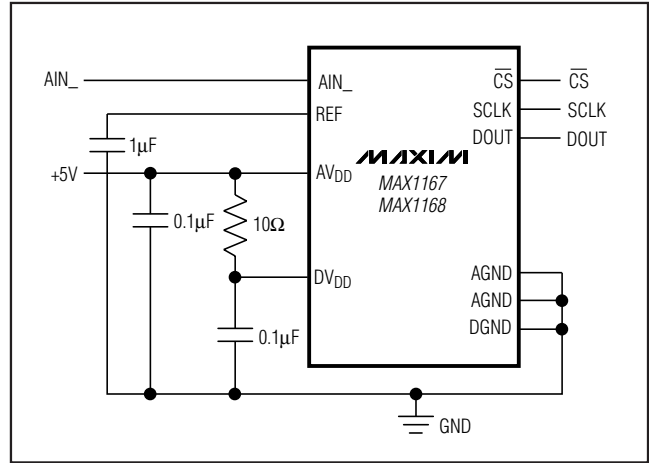 AIN_
AIN_
CS
CS
REF
SCLK
SCLK
1µF
DOUT
DOUT
MAXIM
+5V
AVDD
MAX1167
MAX1168
0.1µF
10Ω
DVDD
AGND
AGND
0.1µF
DGND
GND